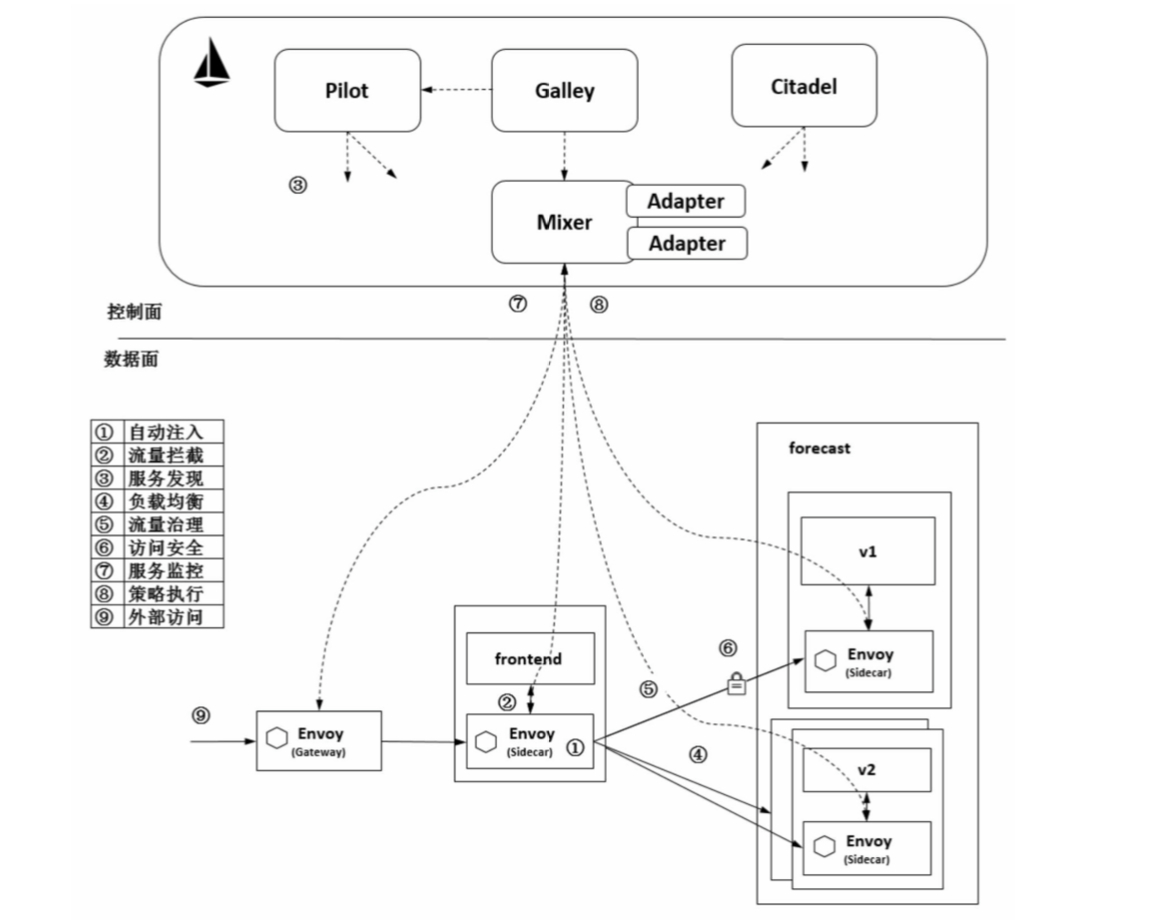 Pilot
Galley
Citadel
③
Mixer
Adapter
Adapter
⑦
⑧
控制面
数据面
① 自动注入
② 流量拦截
③ 服务发现
④ 负载均衡
⑤ 流量治理
⑥ 访问安全
⑦ 服务监控
⑧ 策略执行
⑨ 外部访问
forecast
v1
Envoy
(Sidecar)
⑥
⑤
frontend
②
⑨
Envoy
(Gateway)
Envoy
(Sidecar)
①
④
v2
Envoy
(Sidecar)